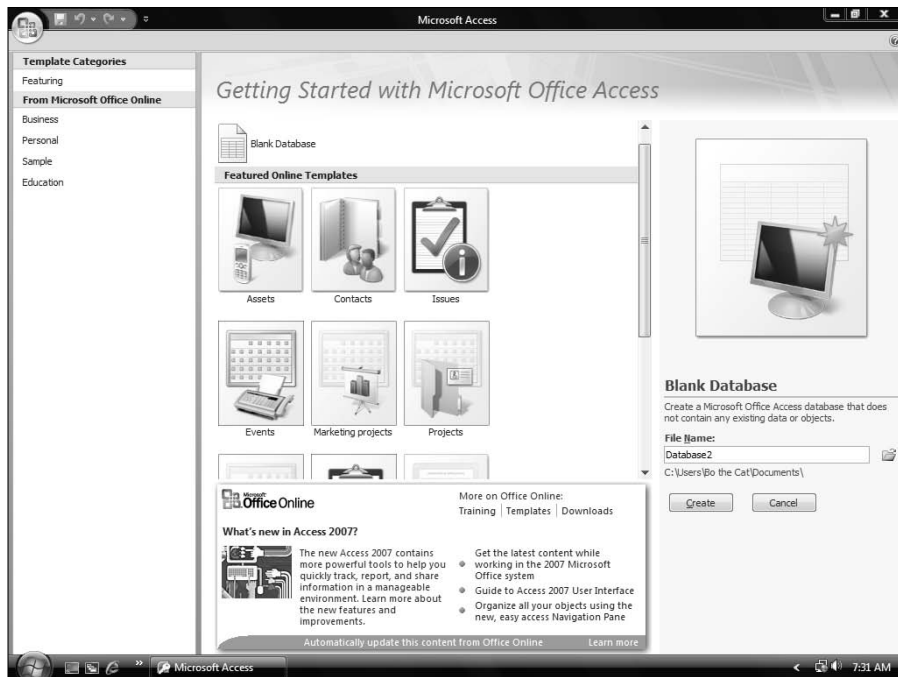 Microsoft Access
Template Categories
Featuring
From Microsoft Office Online
Business
Personal
Sample
Education
Getting Started with Microsoft Office Access
Blank Database
Featured Online Templates
Assets
Contacts
Issues
Events
Marketing projects
Projects
Microsoft
Office Online
More on Office Online:
Training | Templates | Downloads
What's new in Access 2007?
The new Access 2007 contains
more powerful tools to help you
quickly track, report, and share
information in a manageable
environment. Learn more about
the new features and
improvements.
Get the latest content while
working in the 2007 Microsoft
Office system
Guide to Access 2007 User Interface
Organize all your objects using the
new, easy access Navigation Pane
Automatically update this content from Office Online
Learn more
Blank Database
Create a Microsoft Office Access database that does
not contain any existing data or objects.
File Name:
Database2
C:\Users\Bo the Cat\Documents\
Create
Cancel
Microsoft Access
7:31 AM